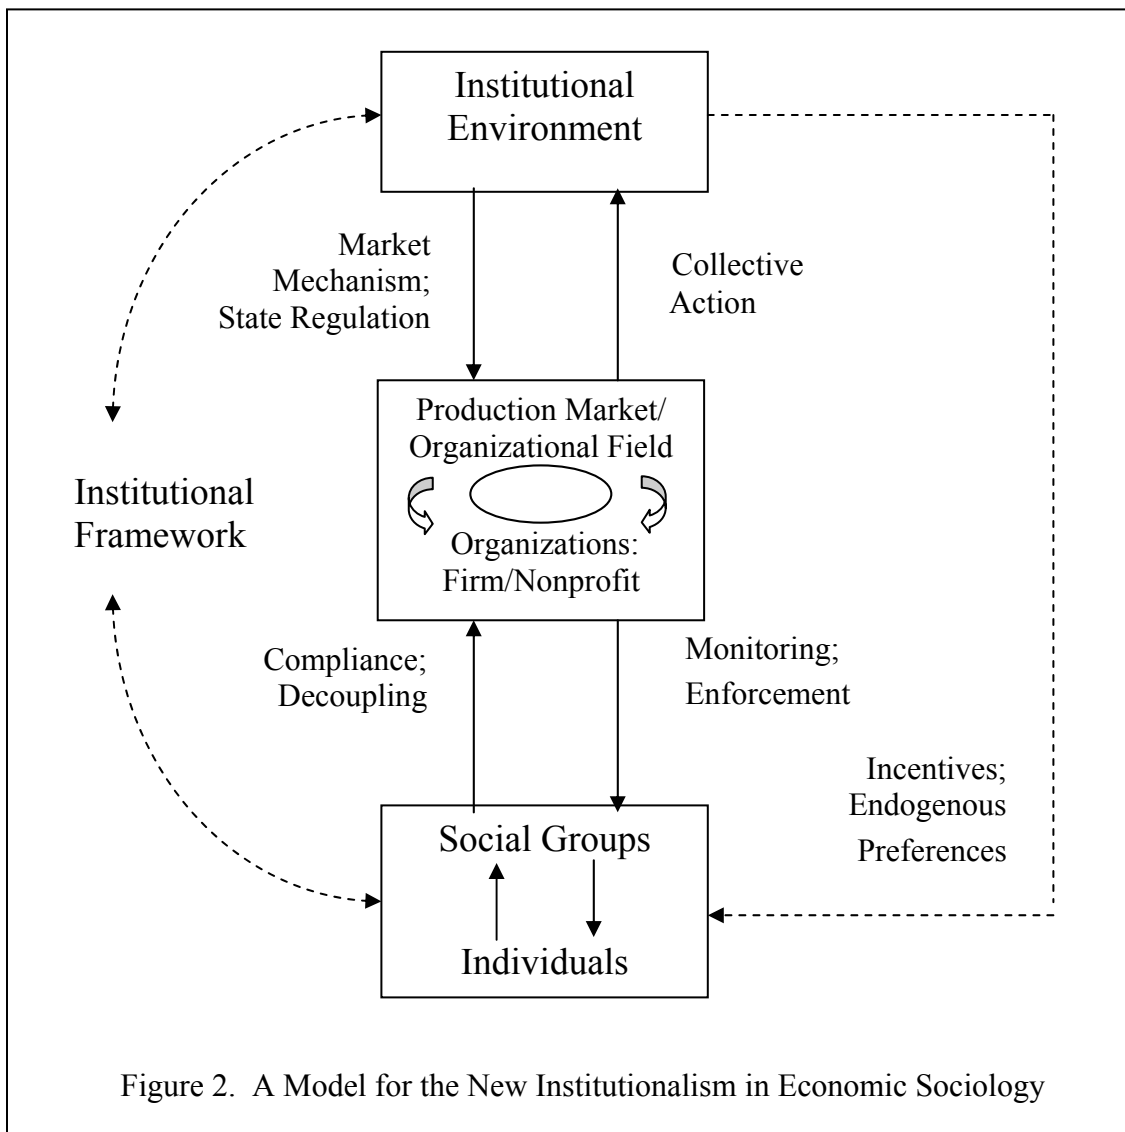 Institutional
Environment
Market
Mechanism;
State Regulation
Collective
Action
Production Market/
Organizational Field
Institutional
Framework
Organizations:
Firm/Nonprofit
Compliance;
Decoupling
Monitoring;
Enforcement
Incentives;
Endogenous
Preferences
Social Groups
Individuals
Figure 2.  A Model for the New Institutionalism in Economic Sociology